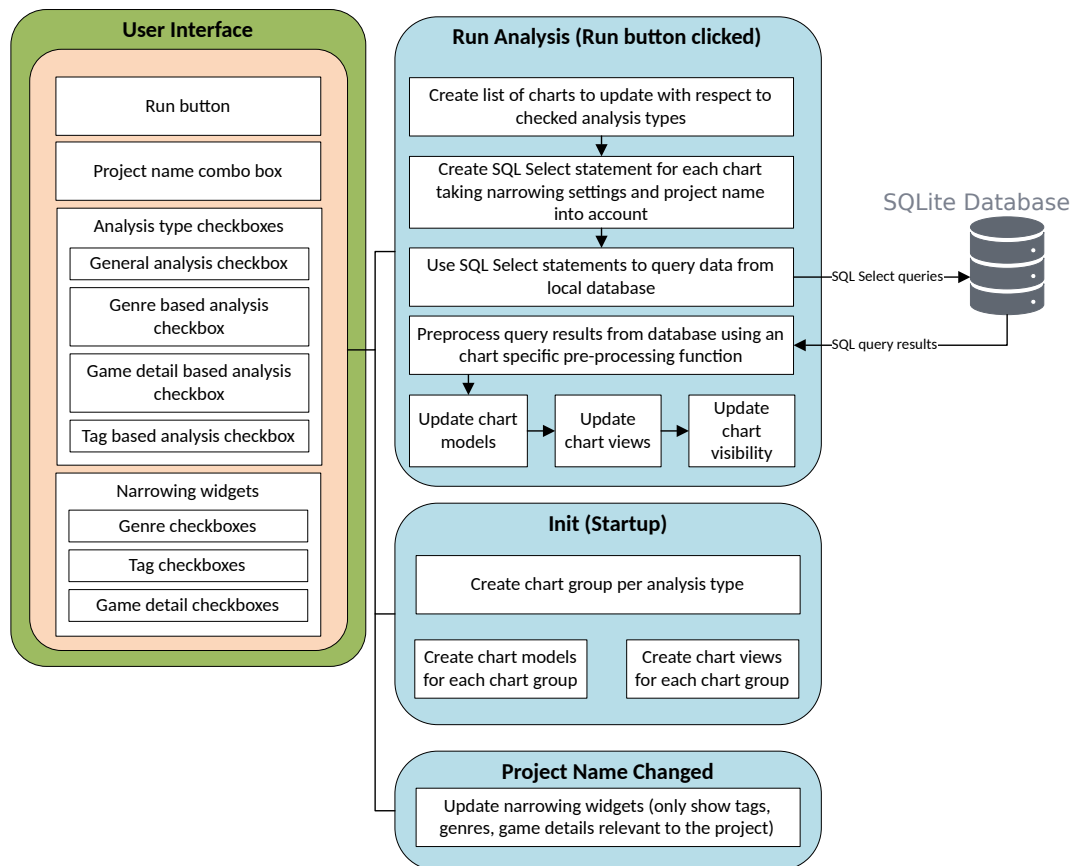 User Interface
Run button
Project name combo box
Analysis type checkboxes
General analysis checkbox
Genre based analysis
checkbox
Game detail based analysis
checkbox
Tag based analysis checkbox
Narrowing widgets
Genre checkboxes
Tag checkboxes
Game detail checkboxes
Run Analysis (Run button clicked)
Create list of charts to update with respect to
checked analysis types
Create SQL Select statement for each chart
taking narrowing settings and project name
into account
Use SQL Select statements to query data from
local database
SQL Select queries
SQLite Database
Preprocess query results from database using an
chart specific pre-processing function
SQL query results
Update chart
models
Update
chart views
Update
chart
visibility
Init (Startup)
Create chart group per analysis type
Create chart models
for each chart group
Create chart views
for each chart group
Project Name Changed
Update narrowing widgets (only show tags,
genres, game details relevant to the project)